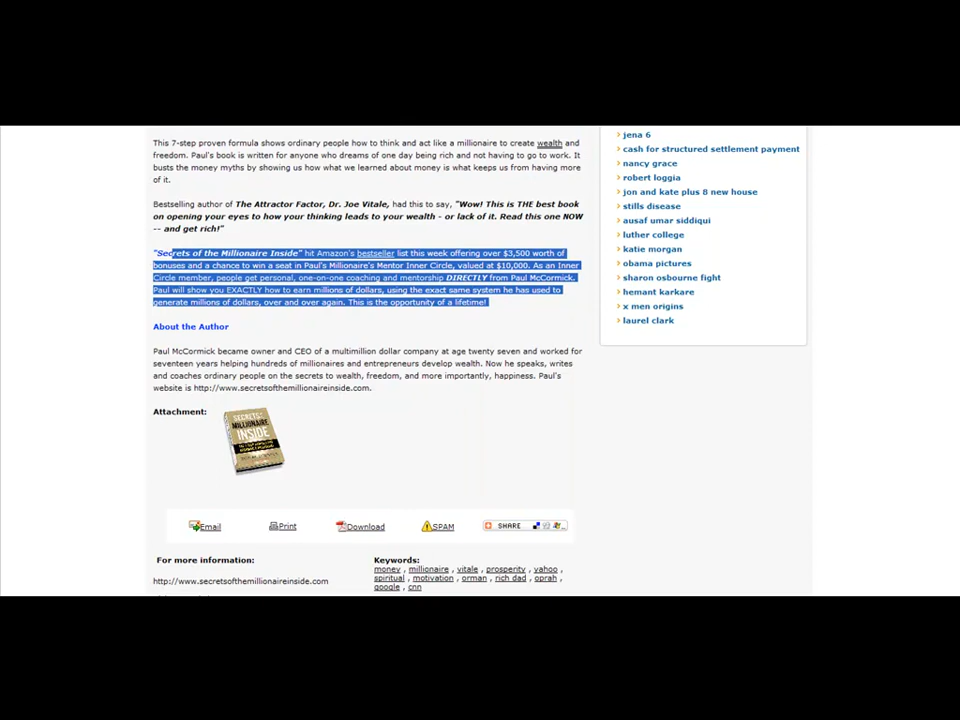 This 7-step proven formula shows ordinary people how to think and act like a millionaire to create wealth and
freedom. Paul's book is written for anyone who dreams of one day being rich and not having to go to work. It
busts the money myths by showing us how what we learned about money is what keeps us from having more
of it.
Bestselling author of The Attractor Factor, Dr. Joe Vitale, had this to say, "Wow! This is THE best book
on opening your eyes to how your thinking leads to your wealth - or lack of it. Read this one NOW
-- and get rich!"
"Secrets of the Millionaire Inside" hit Amazon's bestseller list this week offering over $3,500 worth of
bonuses and a chance to win a seat in Paul's Millionaire's Mentor Inner Circle, valued at $10,000. As an Inner
Circle member, people get personal, one-on-one coaching and mentorship DIRECTLY from Paul McCormick.
Paul will show you EXACTLY how to earn millions of dollars, using the exact same system he has used to
generate millions of dollars, over and over again. This is the opportunity of a lifetime!
About the Author
Paul McCormick became owner and CEO of a multimillion dollar company at age twenty seven and worked for
seventeen years helping hundreds of millionaires and entrepreneurs develop wealth. Now he speaks, writes
and coaches ordinary people on the secrets to wealth, freedom, and more importantly, happiness. Paul's
website is http://www.secretsofthemillionaireinside.com.
Attachment:
SECRETS OF
MILLIONAIRE
INSIDE
Email Print Download SPAM SHARE
For more information:
http://www.secretsofthemillionaireinside.com
Keywords:
money , millionaire , vitale , prosperity , yahoo ,
spiritual , motivation , orman , rich dad , oprah ,
google , cnn
jena 6
cash for structured settlement payment
nancy grace
robert loggia
jon and kate plus 8 new house
stills disease
ausaf umar siddiqui
luther college
katie morgan
obama pictures
sharon osbourne fight
hemant karkare
x men origins
laurel clark